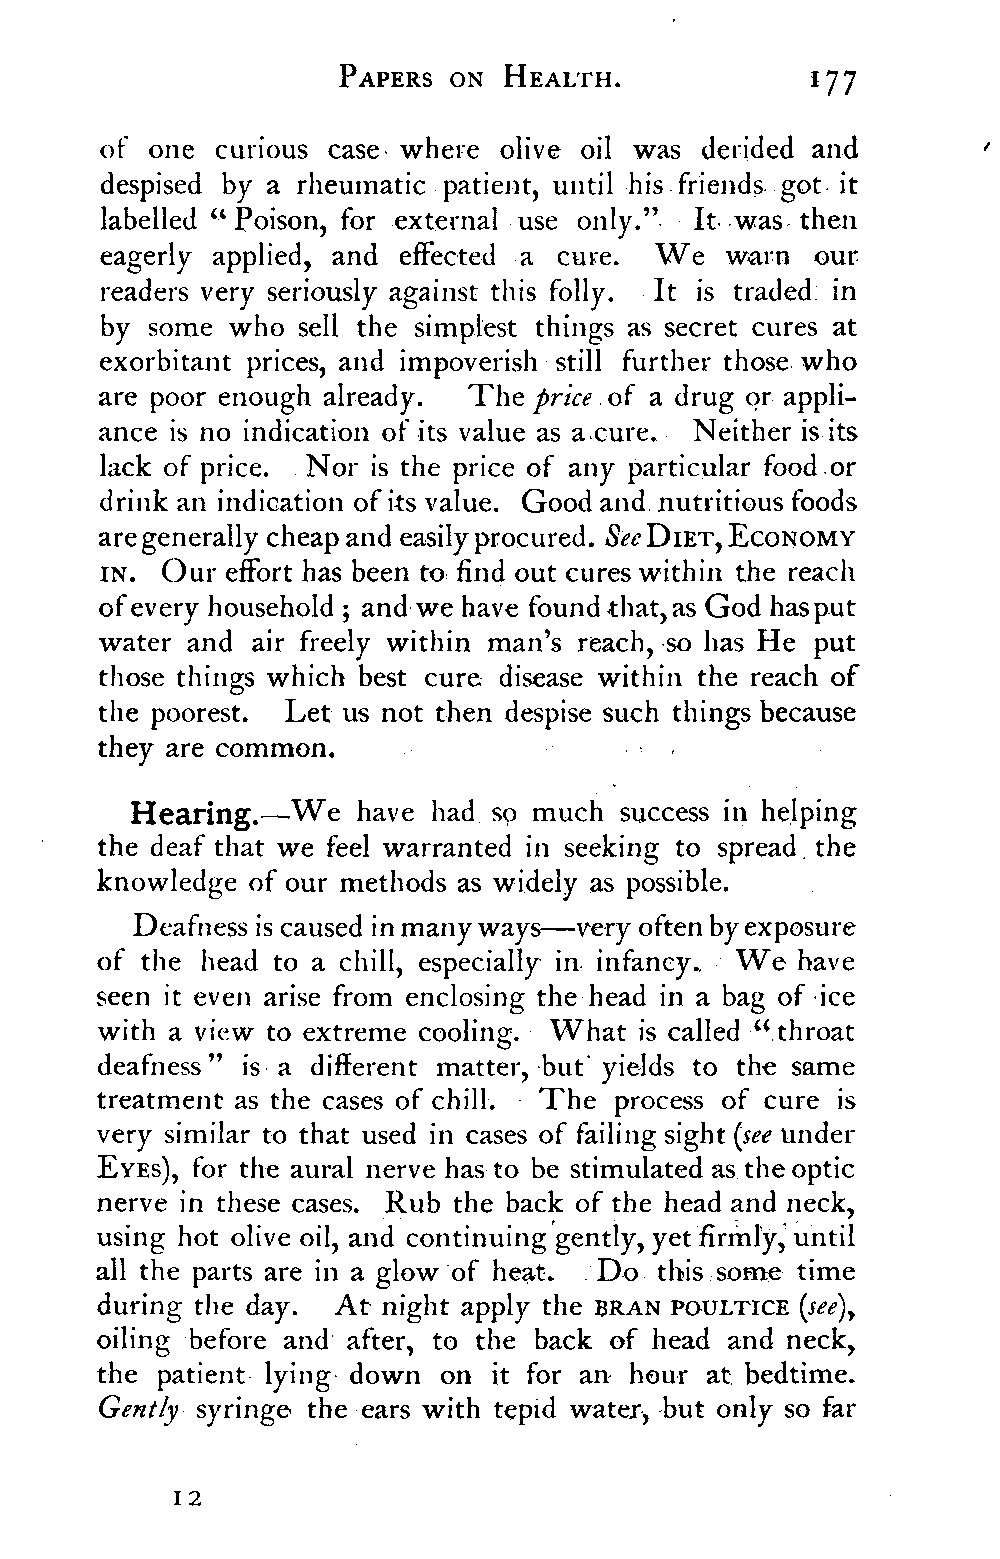 PAPERS ON HEALTH. 177
of one curious case where olive oil was derided and
despised by a rheumatic patient, until his friends got it
labelled “Poison, for external use only.” It was then
eagerly applied, and effected a cure. We warn our
readers very seriously against this folly. It is traded in
by some who sell the simplest things as secret cures at
exorbitant prices, and impoverish still further those who
are poor enough already. The price of a drug or appli-
ance is no indication of its value as a cure. Neither is its
lack of price. Nor is the price of any particular food or
drink an indication of its value. Good and nutritious foods
are generally cheap and easily procured. See DIET, ECONOMY
IN. Our effort has been to find out cures within the reach
of every household; and we have found that, as God has put
water and air freely within man's reach, so has He put
those things which best cure disease within the reach of
the poorest. Let us not then despise such things because
they are common.
Hearing.—We have had so much success in helping
the deaf that we feel warranted in seeking to spread the
knowledge of our methods as widely as possible.
Deafness is caused in many ways—very often by exposure
of the head to a chill, especially in infancy. We have
seen it even arise from enclosing the head in a bag of ice
with a view to extreme cooling. What is called “throat
deafness” is a different matter, but yields to the same
treatment as the cases of chill. The process of cure is
very similar to that used in cases of failing sight (see under
EYES), for the aural nerve has to be stimulated as the optic
nerve in these cases. Rub the back of the head and neck,
using hot olive oil, and continuing gently, yet firmly, until
all the parts are in a glow of heat. Do this some time
during the day. At night apply the BRAN POULTICE (see),
oiling before and after, to the back of head and neck,
the patient lying down on it for an hour at bedtime.
Gently syringe the ears with tepid water, but only so far
12